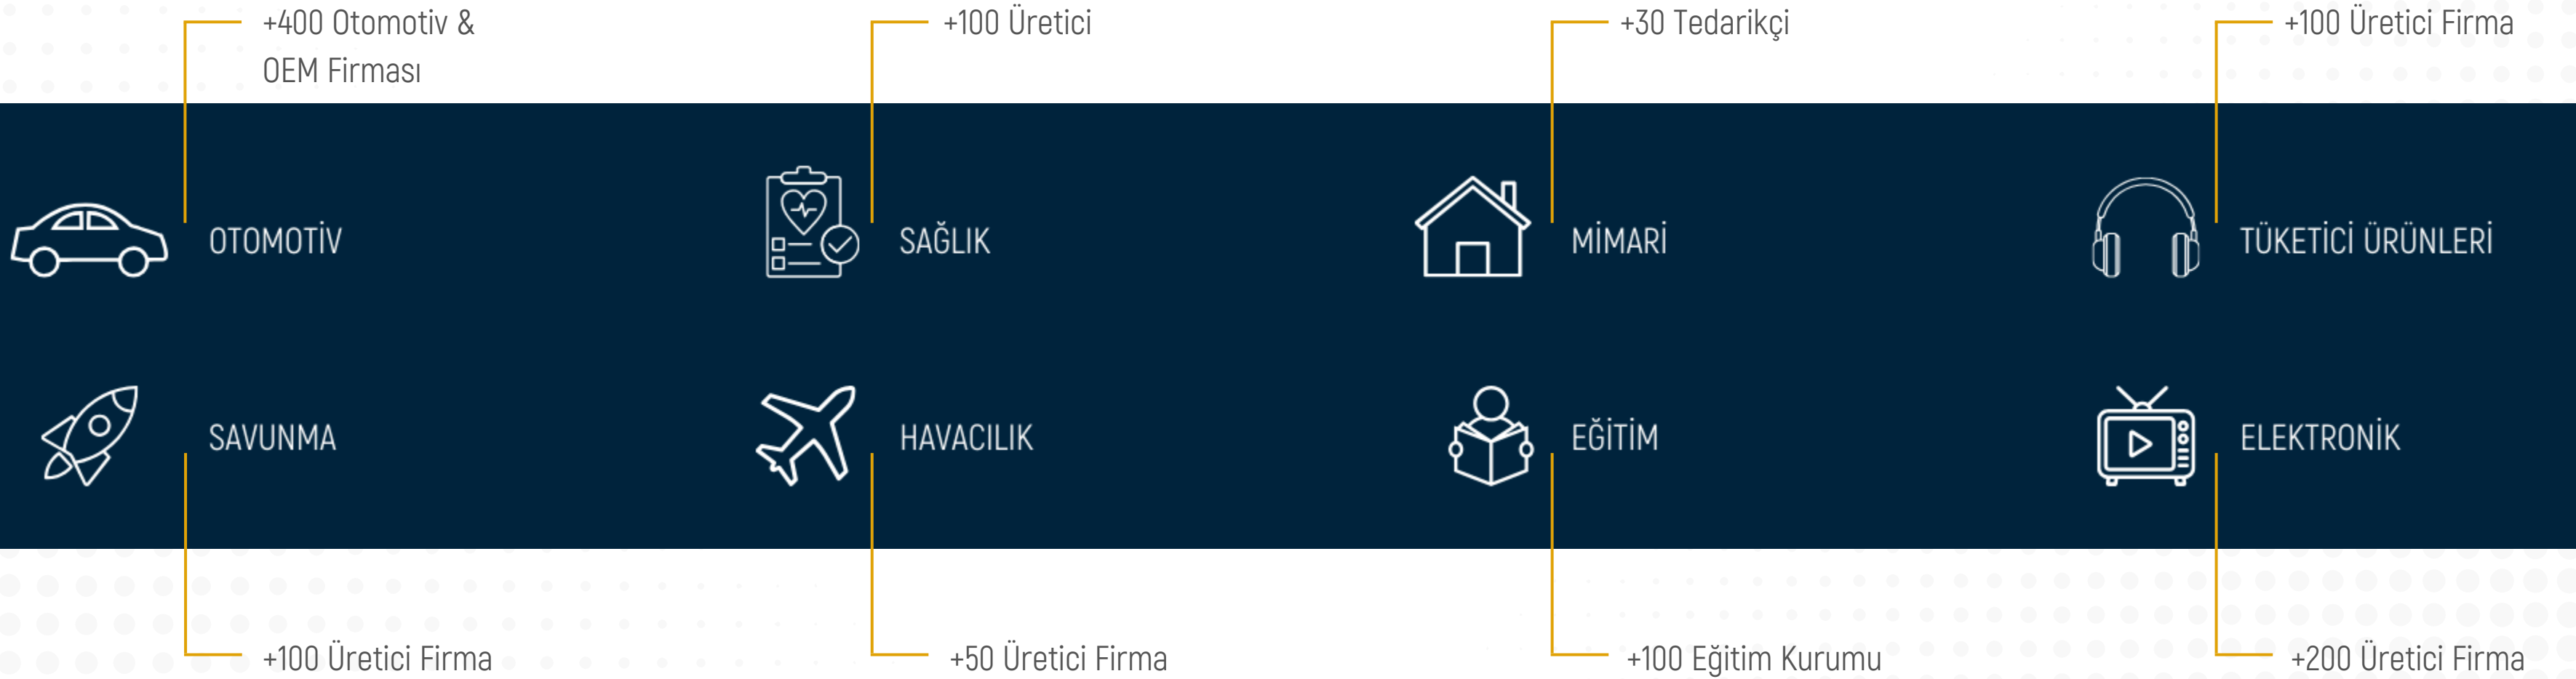 +400 Otomotiv &
OEM Firması
+100 Üretici
+30 Tedarikçi
+100 Üretici Firma
OTOMOTİV
SAĞLIK
MİMARİ
TÜKETİCİ ÜRÜNLERİ
SAVUNMA
HAVACILIK
EĞİTİM
ELEKTRONİK
+100 Üretici Firma
+50 Üretici Firma
+100 Eğitim Kurumu
+200 Üretici Firma